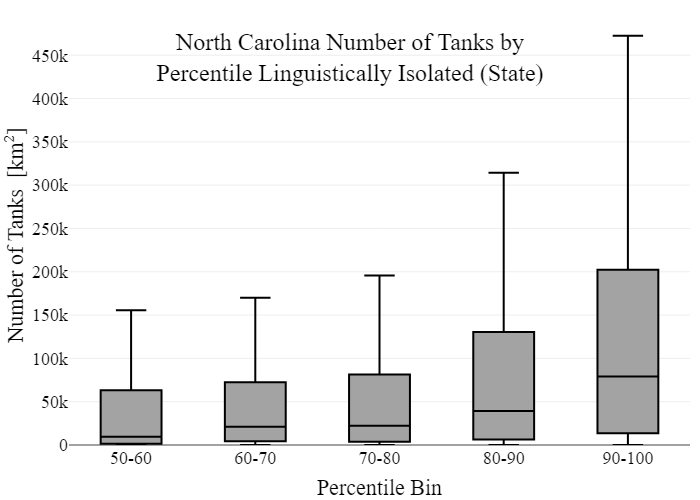 North Carolina Number of Tanks by
Percentile Linguistically Isolated (State)
Number of Tanks [km²]
450k
400k
350k
300k
250k
200k
150k
100k
50k
0
50-60 60-70 70-80 80-90 90-100
Percentile Bin